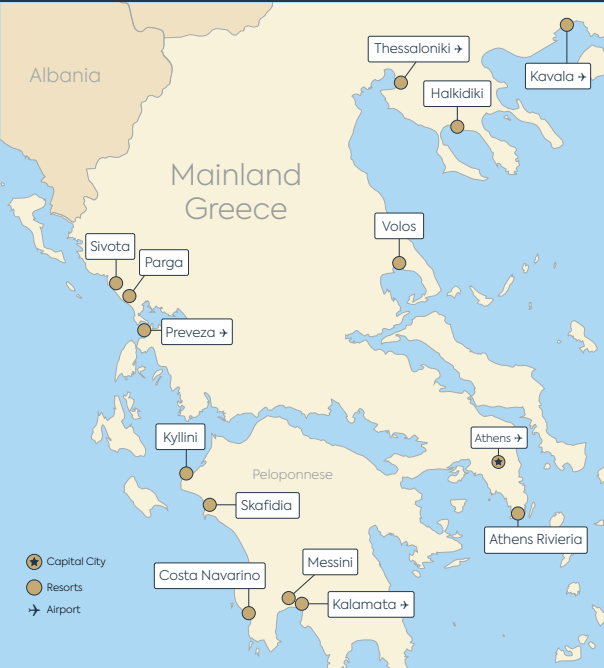 Thessaloniki ✈
Kavala ✈
Albania
Halkidiki
Mainland
Greece
Volos
Sivota
Parga
Preveza ✈
Kyllini
Athens ✈
Peloponnese
Skafidia
Athens Rivieria
Capital City
Messini
Costa Navarino
Resorts
Kalamata ✈
Airport